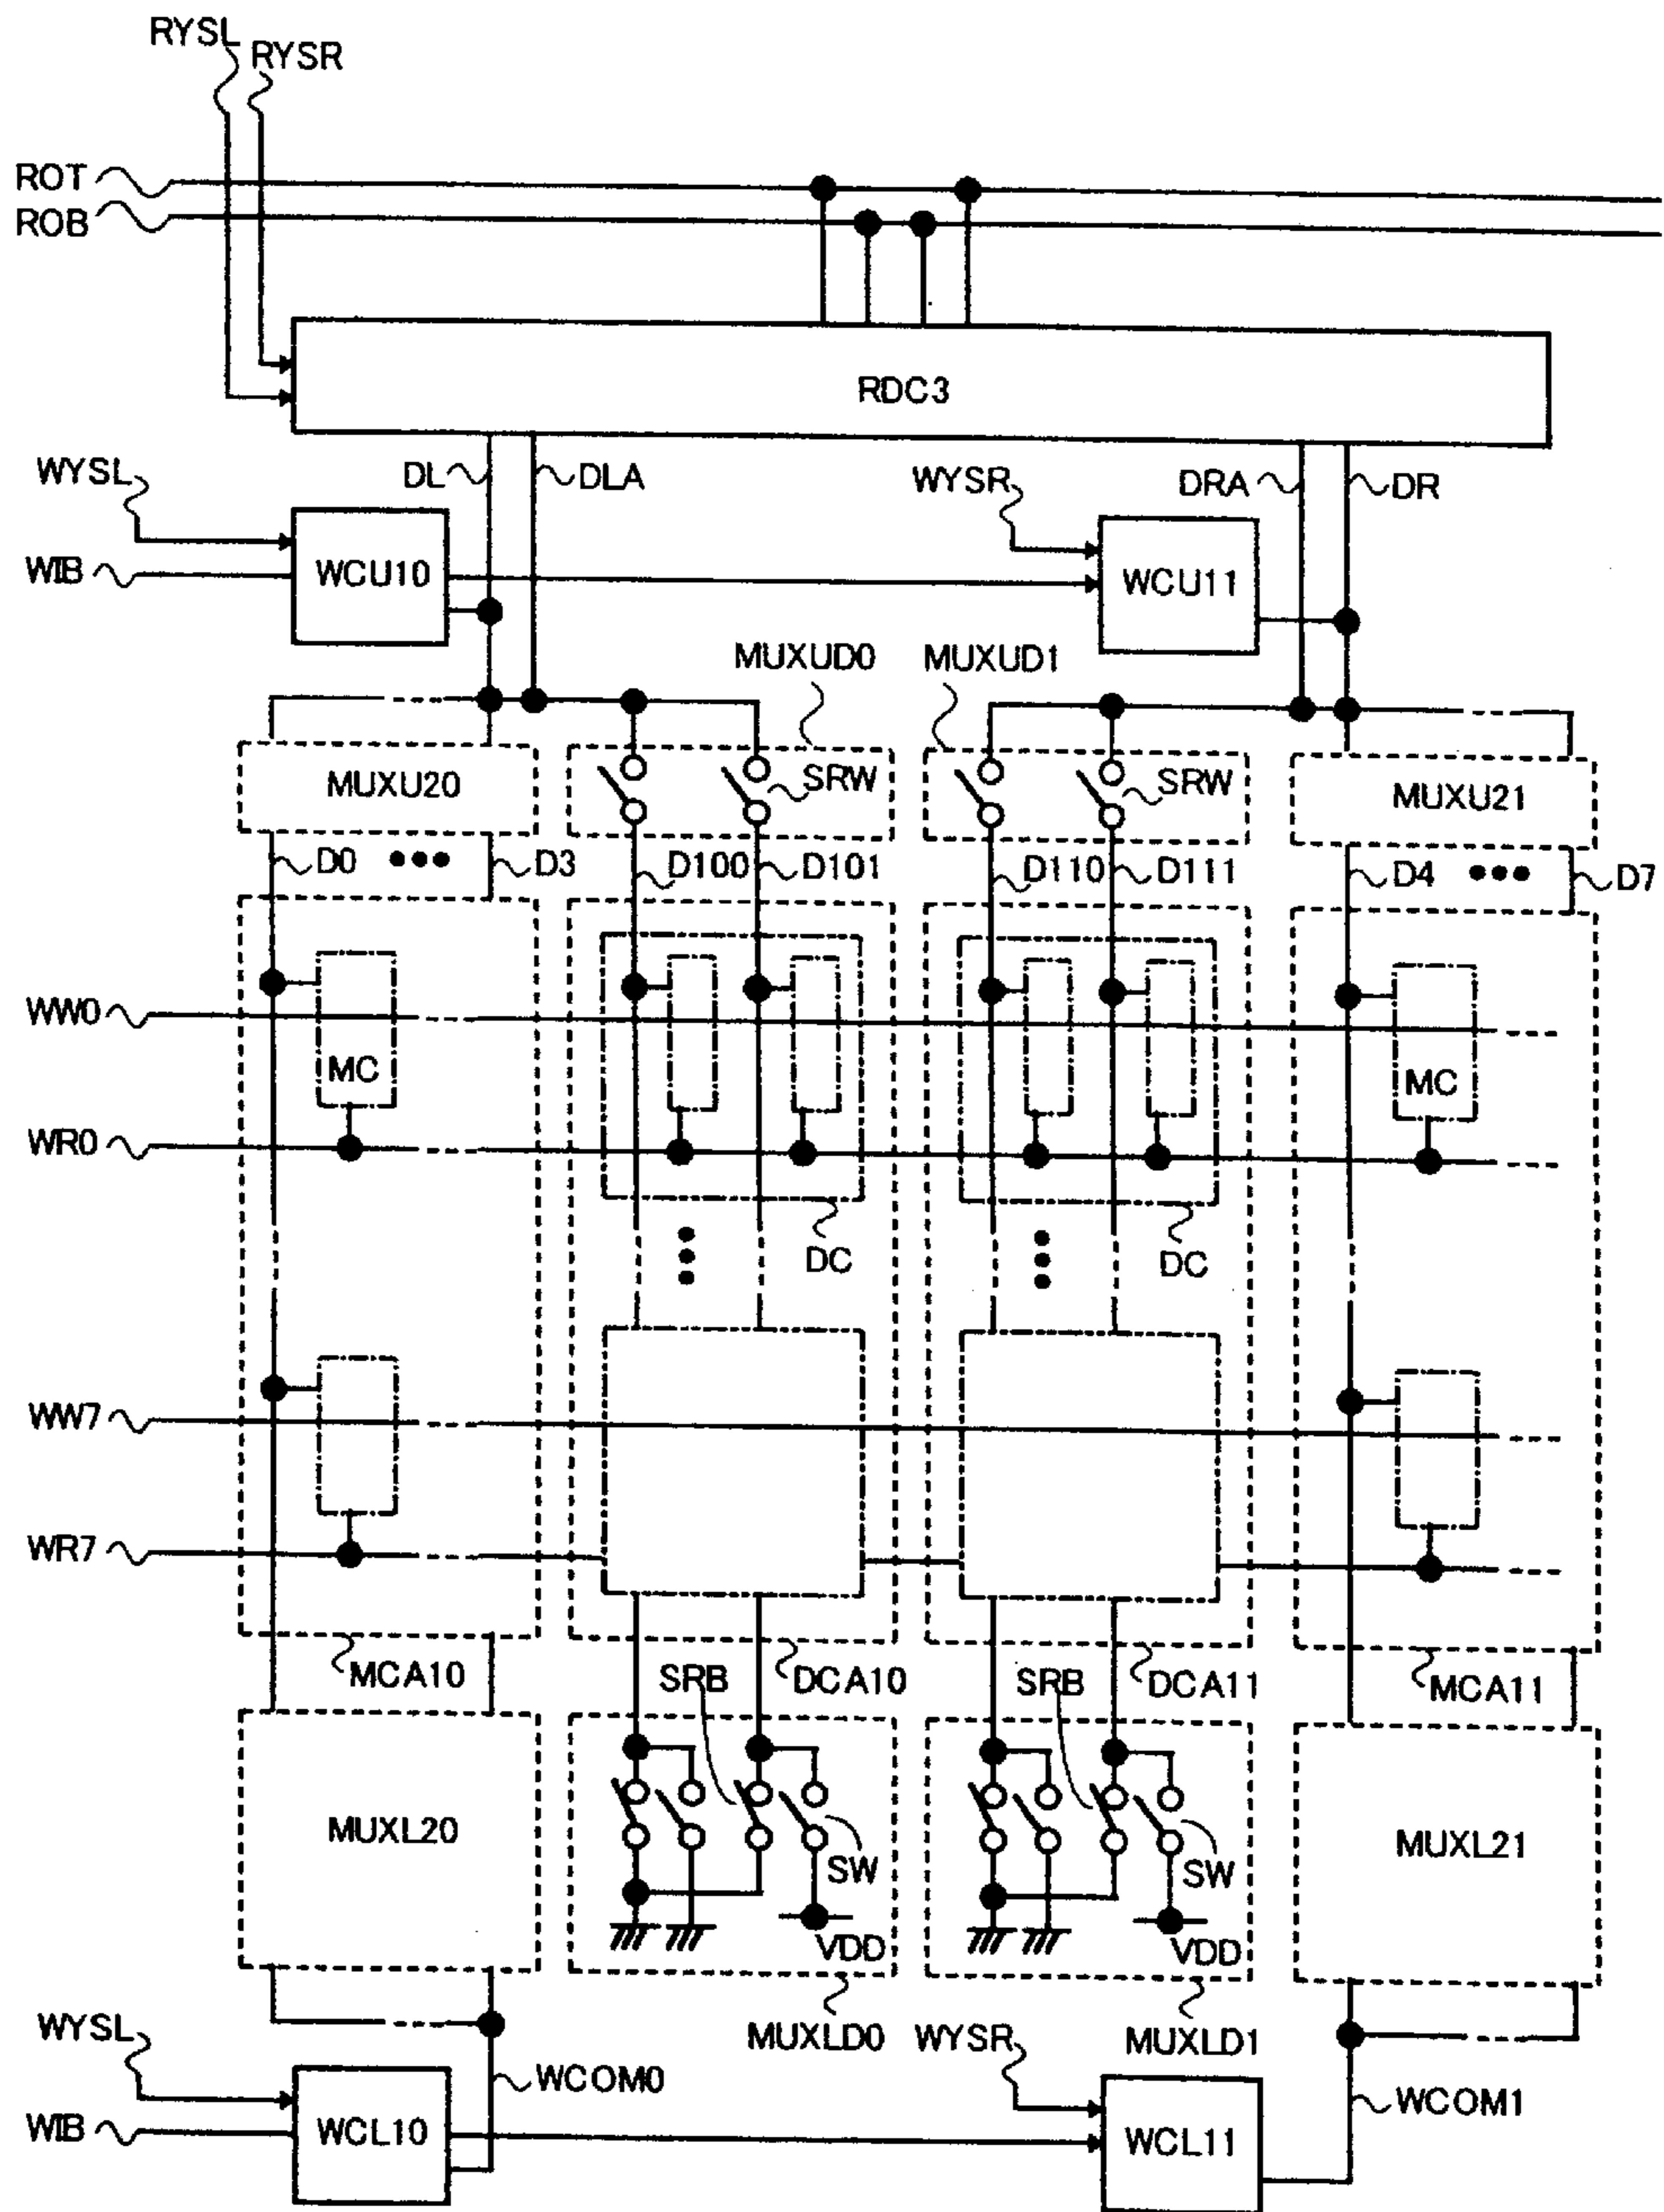 RYSL
RYSR
ROT
ROB
RDC3
WYSL
DL
DLA
WYSR
DRA
DR
WIB
WCU10
WCU11
MUXUD0
MUXUD1
MUXU20
SRW
SRW
MUXU21
D0
D3
D100
D101
D110
D111
D4
D7
WW0
MC
MC
WR0
DC
DC
WW7
WR7
MCA10
SRB
DCA10
SRB
DCA11
MCA11
MUXL20
SW
SW
MUXL21
VDD
VDD
WYSL
MUXLD0
WYSR
MUXLD1
WCOM0
WCOM1
WIB
WCL10
WCL11